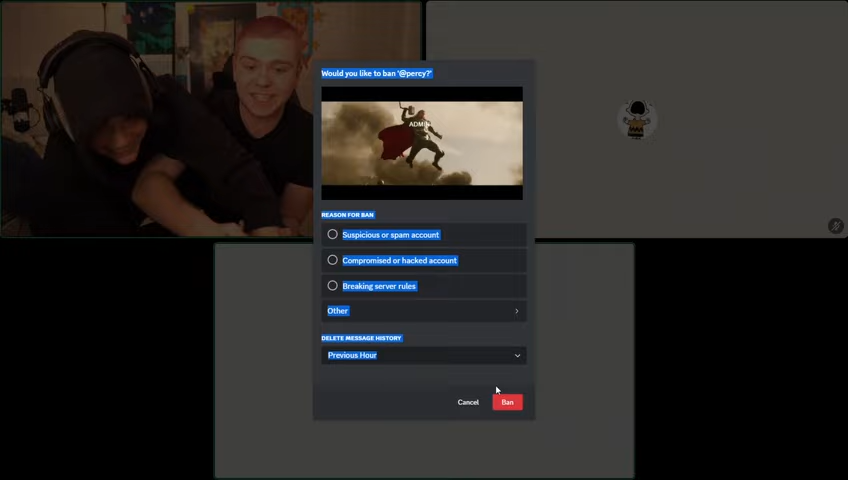 Would you like to ban '@percy?'
REASON FOR BAN
Suspicious or spam account
Compromised or hacked account
Breaking server rules
Other
DELETE MESSAGE HISTORY
Previous Hour
Cancel
Ban